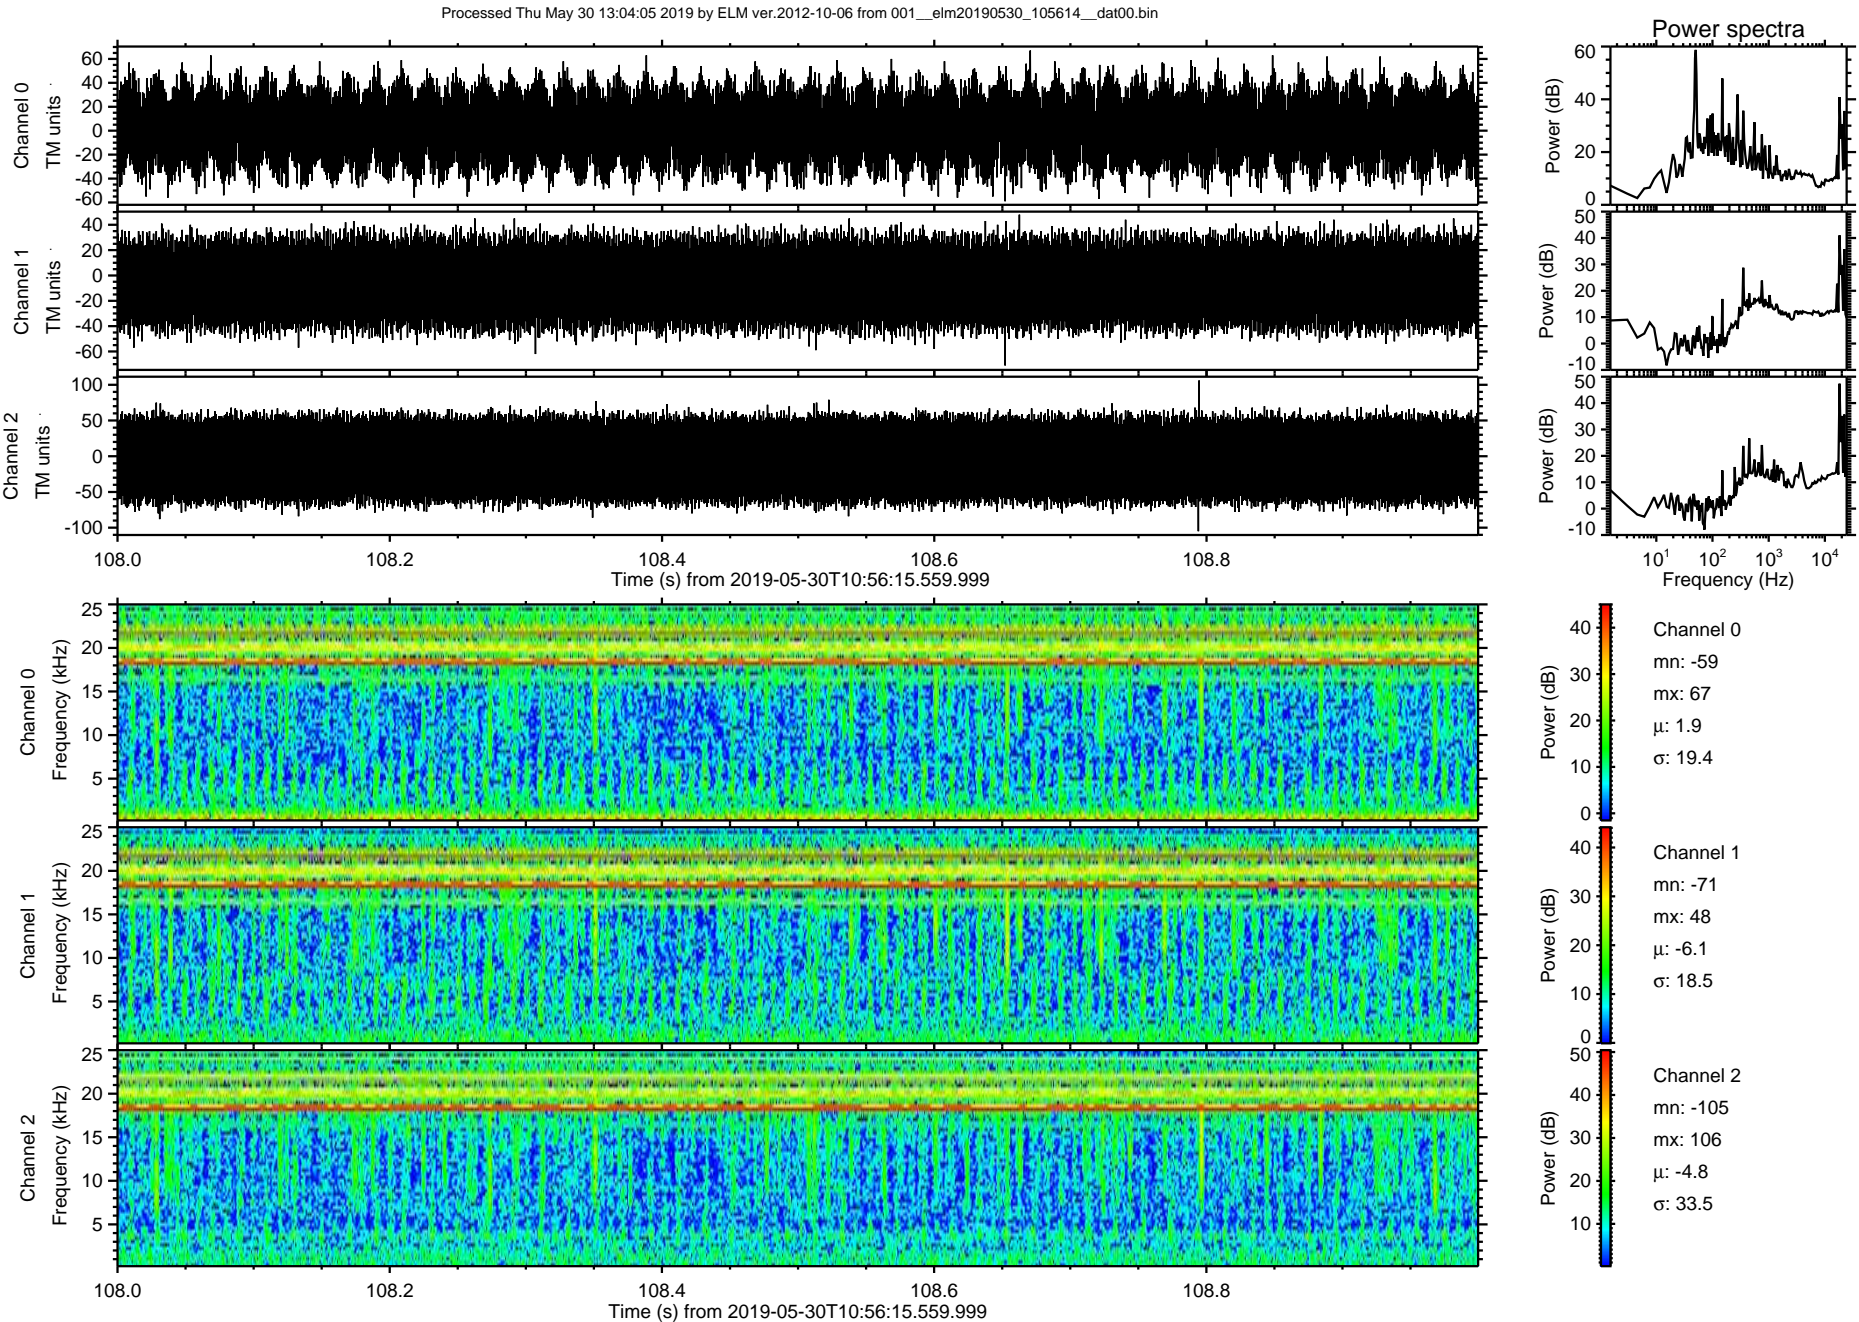 Processed Thu May 30 13:04:05 2019 by ELM ver.2012-10-06 from 001__elm20190530_105614__dat00.bin
Power spectra
Channel 0
TM units
60
40
20
0
-20
-40
-60
Power (dB)
60
40
20
0
Channel 1
TM units
40
20
0
-20
-40
-60
Power (dB)
50
40
30
20
10
0
-10
Channel 2
TM units
100
50
0
-50
-100
Power (dB)
50
40
30
20
10
0
-10
108.0 108.2 108.4 108.6 108.8
Time (s) from 2019-05-30T10:56:15.559.999
10^1 10^2 10^3 10^4
Frequency (Hz)
Channel 0
Frequency (kHz)
25
20
15
10
5
Power (dB)
40
30
20
10
0
Channel 0
mn: -59
mx: 67
μ: 1.9
σ: 19.4
Channel 1
Frequency (kHz)
25
20
15
10
5
Power (dB)
40
30
20
10
0
Channel 1
mn: -71
mx: 48
μ: -6.1
σ: 18.5
Channel 2
Frequency (kHz)
25
20
15
10
5
Power (dB)
50
40
30
20
10
Channel 2
mn: -105
mx: 106
μ: -4.8
σ: 33.5
108.0 108.2 108.4 108.6 108.8
Time (s) from 2019-05-30T10:56:15.559.999